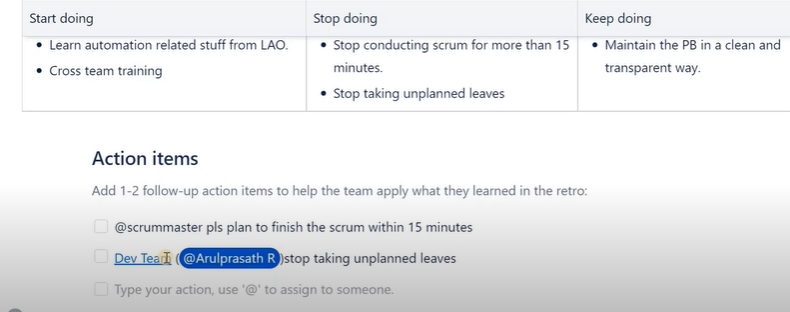 Start doing
Stop doing
Keep doing
• Learn automation related stuff from LAO.
• Cross team training
• Stop conducting scrum for more than 15
minutes.
• Stop taking unplanned leaves
• Maintain the PB in a clean and
transparent way.
Action items
Add 1-2 follow-up action items to help the team apply what they learned in the retro:
@scrummaster pls plan to finish the scrum within 15 minutes
Dev Team (@Arulprasath R)stop taking unplanned leaves
Type your action, use '@' to assign to someone.